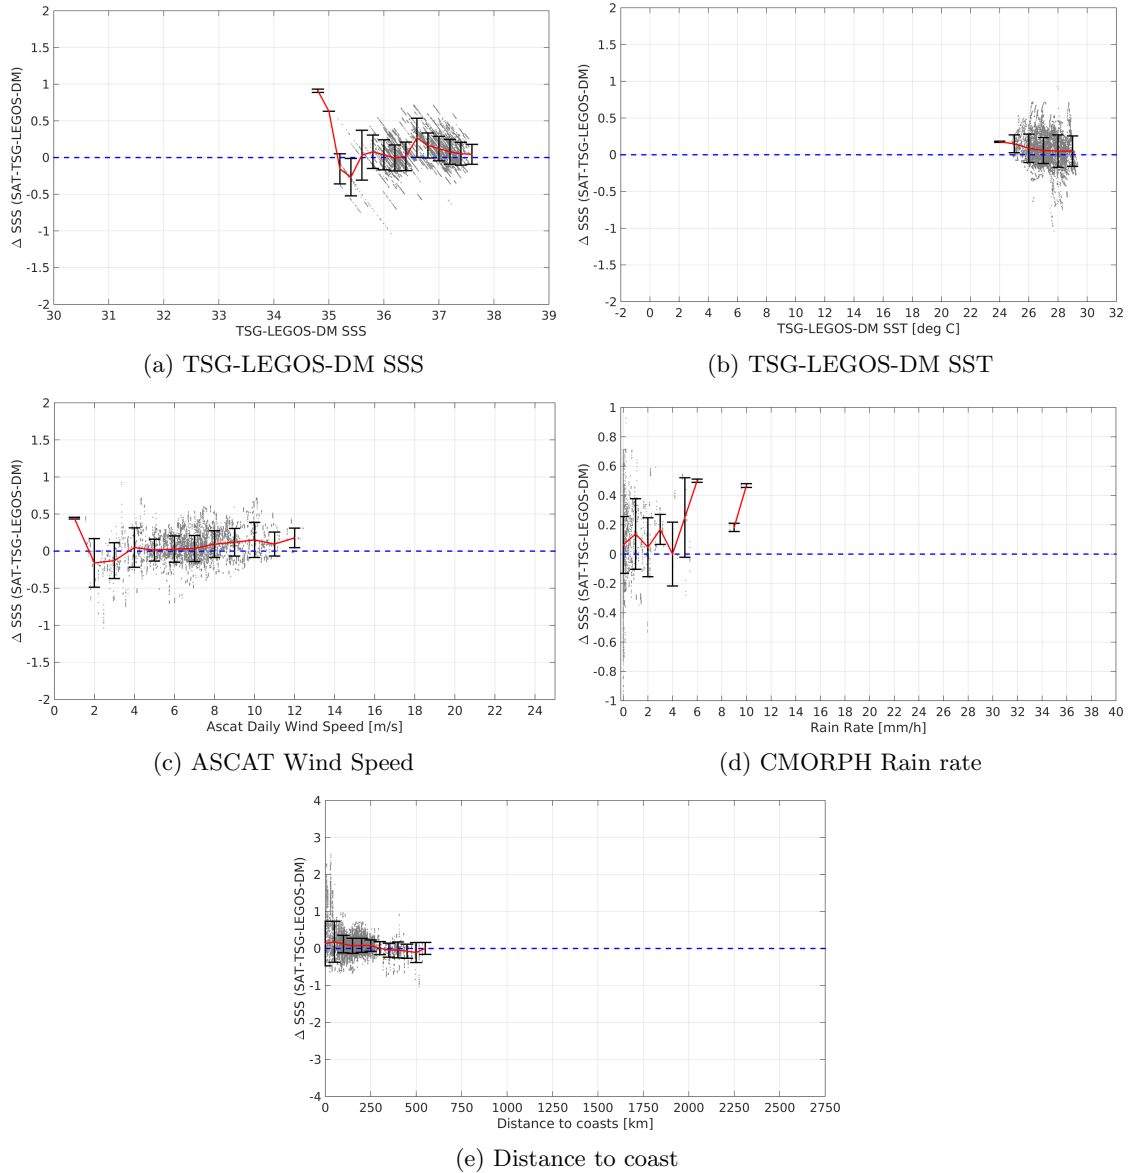 2
1.5
1
0.5
0
-0.5
-1
-1.5
-2
Δ SSS (SAT-TSG-LEGOS-DM)
30 31 32 33 34 35 36 37 38 39
TSG-LEGOS-DM SSS
(a) TSG-LEGOS-DM SSS
2
1.5
1
0.5
0
-0.5
-1
-1.5
-2
Δ SSS (SAT-TSG-LEGOS-DM)
-2 0 2 4 6 8 10 12 14 16 18 20 22 24 26 28 30 32
TSG-LEGOS-DM SST [deg C]
(b) TSG-LEGOS-DM SST
2
1.5
1
0.5
0
-0.5
-1
-1.5
-2
Δ SSS (SAT-TSG-LEGOS-DM)
0 2 4 6 8 10 12 14 16 18 20 22 24
Ascat Daily Wind Speed [m/s]
(c) ASCAT Wind Speed
1
0.8
0.6
0.4
0.2
0
-0.2
-0.4
-0.6
-0.8
-1
Δ SSS (SAT-TSG-LEGOS-DM)
0 2 4 6 8 10 12 14 16 18 20 22 24 26 28 30 32 34 36 38 40
Rain Rate [mm/h]
(d) CMORPH Rain rate
4
3
2
1
0
-1
-2
-3
-4
Δ SSS (SAT-TSG-LEGOS-DM)
0 250 500 750 1000 1250 1500 1750 2000 2250 2500 2750
Distance to coasts [km]
(e) Distance to coast